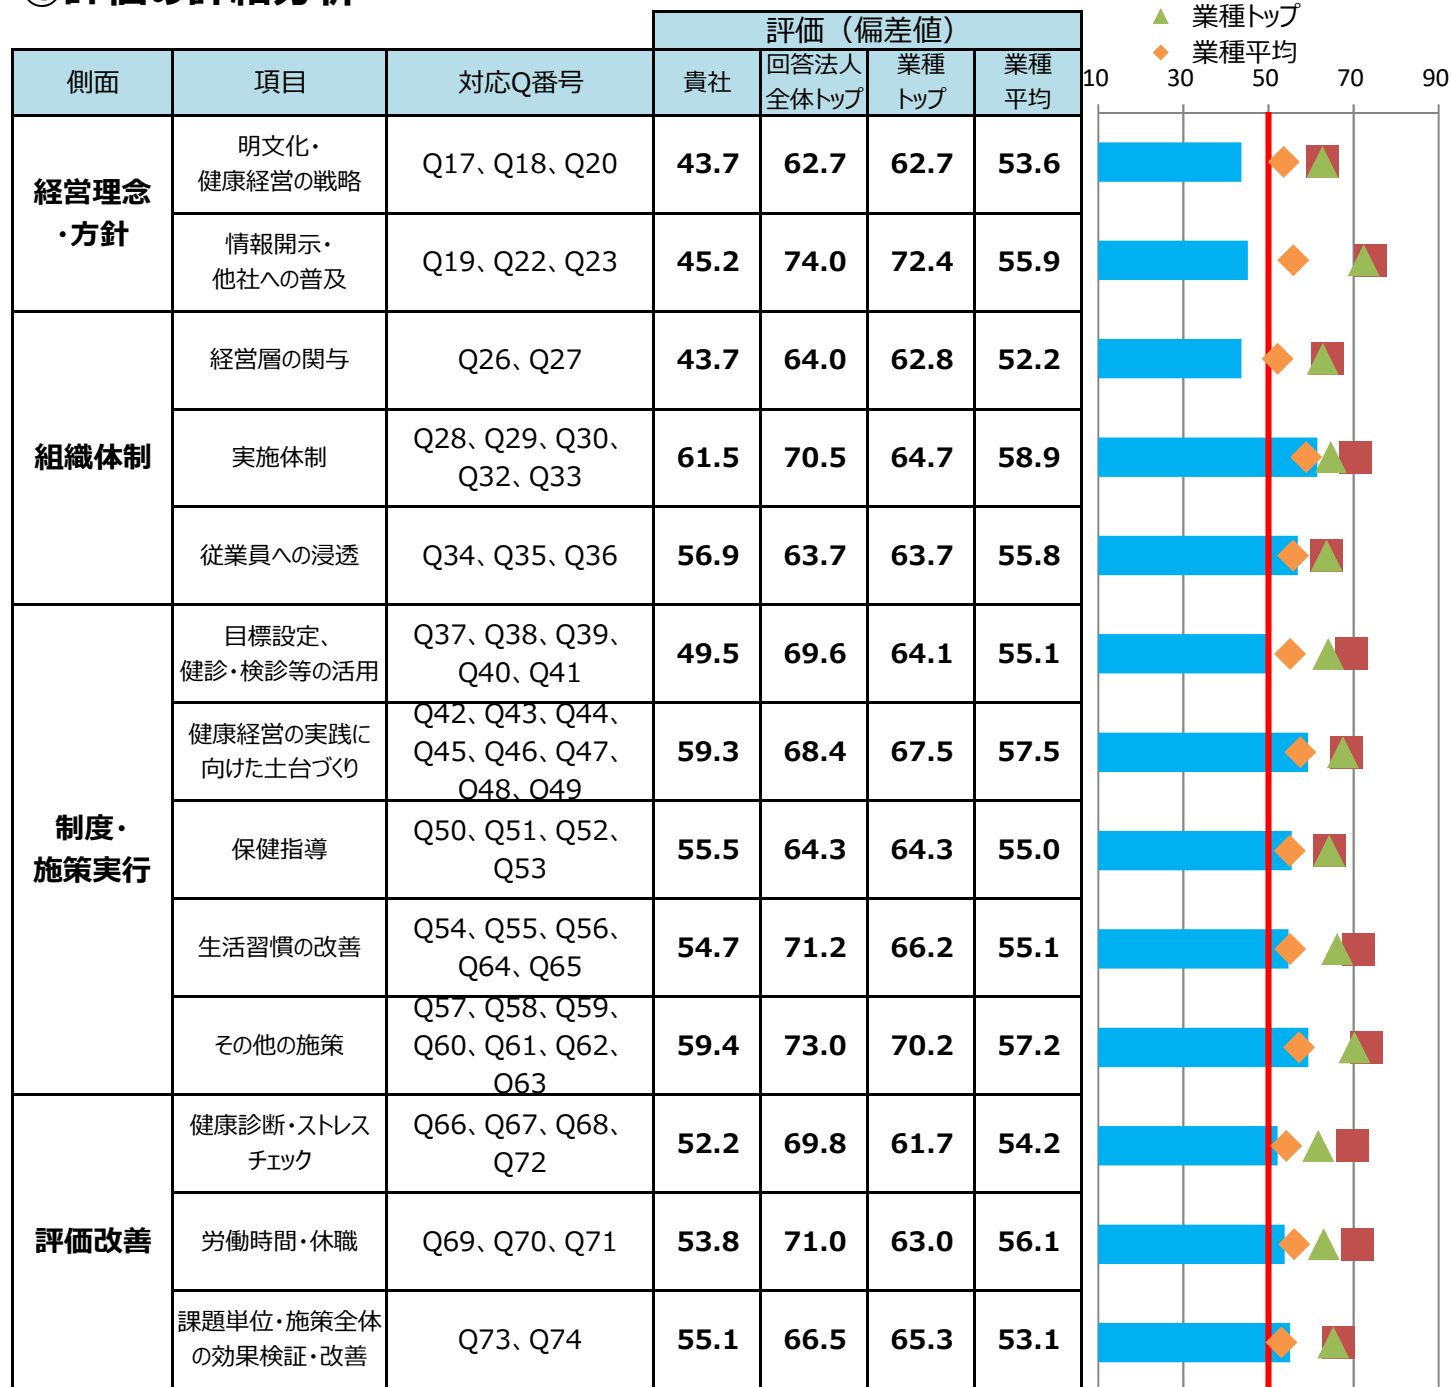 評価（偏差値）
▲ 業種トップ
◆ 業種平均
側面 項目 対応Q番号 貴社 回答法人 業種 業種
全体トップ トップ 平均
10 30 50 70 90
経営理念
・方針
明文化・
健康経営の戦略
Q17、Q18、Q20 43.7 62.7 62.7 53.6
情報開示・
他社への普及
Q19、Q22、Q23 45.2 74.0 72.4 55.9
組織体制
経営層の関与 Q26、Q27 43.7 64.0 62.8 52.2
実施体制
Q28、Q29、Q30、
Q32、Q33
61.5 70.5 64.7 58.9
従業員への浸透 Q34、Q35、Q36 56.9 63.7 63.7 55.8
制度・
施策実行
目標設定、
健診・検診等の活用
Q37、Q38、Q39、
Q40、Q41
49.5 69.6 64.1 55.1
健康経営の実践に
向けた土台づくり
Q42、Q43、Q44、
Q45、Q46、Q47、
Q48、Q49
59.3 68.4 67.5 57.5
保健指導
Q50、Q51、Q52、
Q53
55.5 64.3 64.3 55.0
生活習慣の改善
Q54、Q55、Q56、
Q64、Q65
54.7 71.2 66.2 55.1
その他の施策
Q57、Q58、Q59、
Q60、Q61、Q62、
Q63
59.4 73.0 70.2 57.2
評価改善
健康診断・ストレス
チェック
Q66、Q67、Q68、
Q72
52.2 69.8 61.7 54.2
労働時間・休職 Q69、Q70、Q71 53.8 71.0 63.0 56.1
課題単位・施策全体
の効果検証・改善
Q73、Q74 55.1 66.5 65.3 53.1